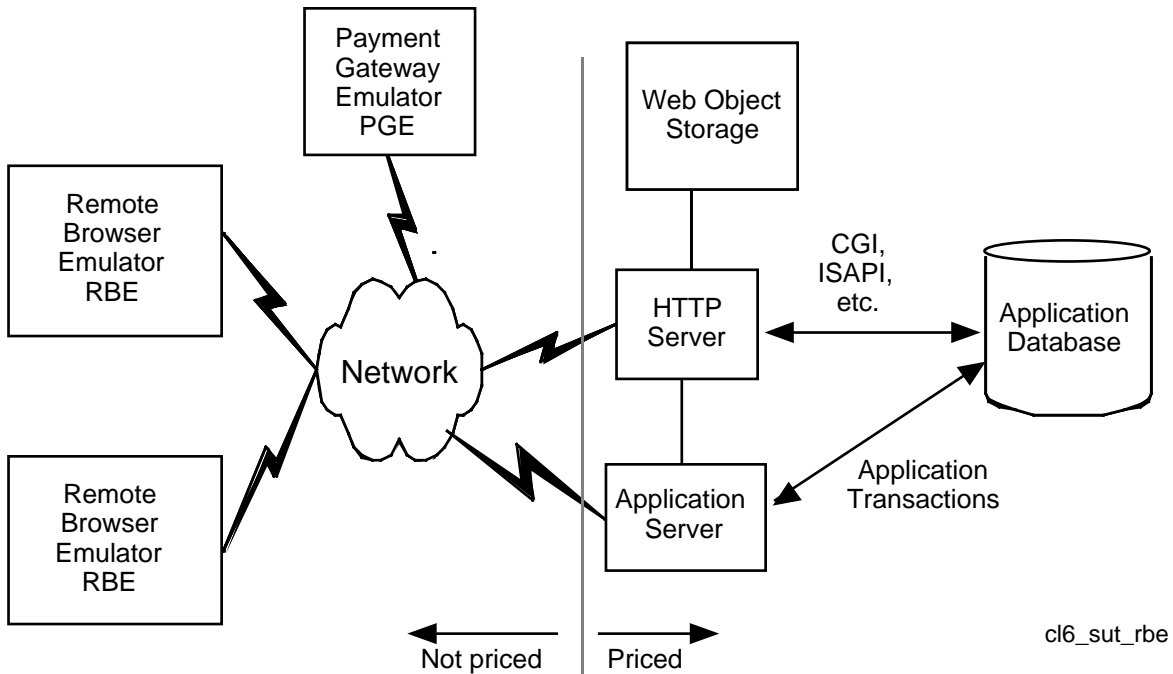 Payment
Gateway
Emulator
PGE
Web Object
Storage
Remote
Browser
Emulator
RBE
CGI,
ISAPI,
etc.
HTTP
Server
Application
Database
Network
Remote
Browser
Emulator
RBE
Application
Server
Application
Transactions
Not priced
Priced
cl6_sut_rbe